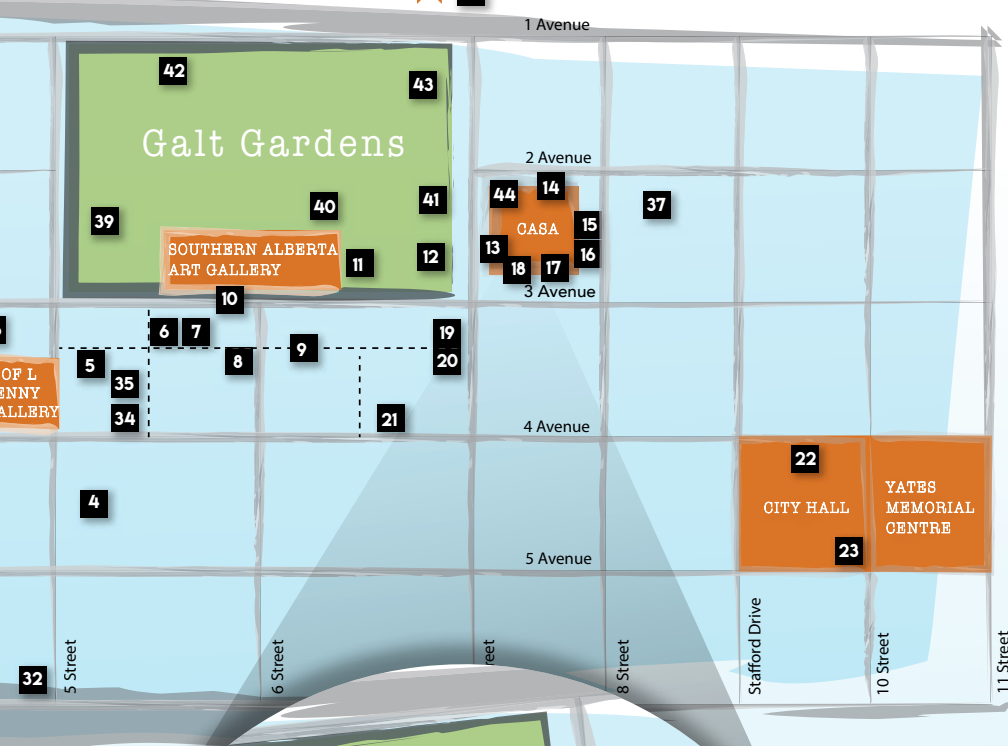 1 Avenue
42
43
Galt Gardens
2 Avenue
44
14
37
41
40
39
15
CASA
13
16
SOUTHERN ALBERTA
ART GALLERY
11
12
18
17
3 Avenue
10
6
7
19
9
8
20
5
OF L
35
34
21
4 Avenue
22
4
CITY HALL
YATES
MEMORIAL
CENTRE
23
5 Avenue
32
5 Street
6 Street
8 Street
Stafford Drive
10 Street
11 Street